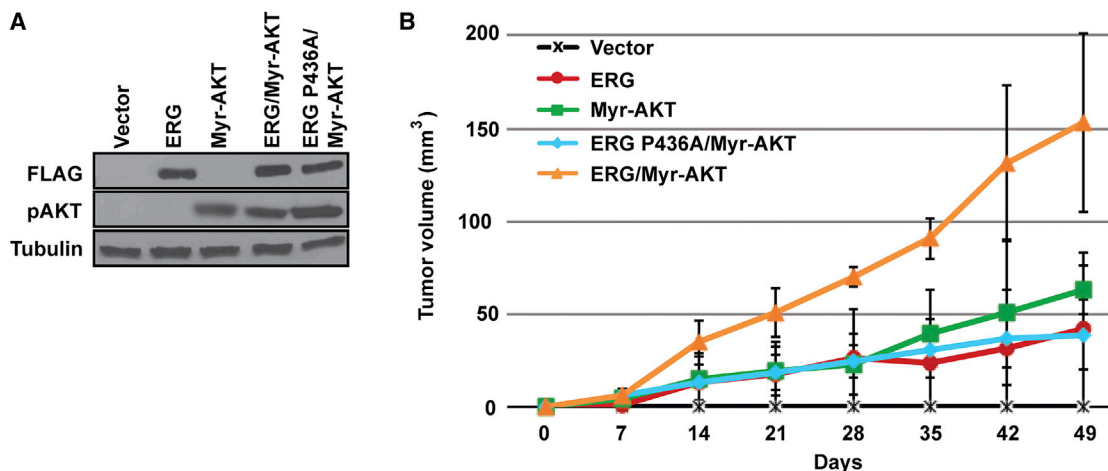 A
Vector
ERG
Myr-AKT
ERG/Myr-AKT
ERG P436A/
Myr-AKT
FLAG
pAKT
Tubulin
B
Vector
ERG
Myr-AKT
ERG P436A/Myr-AKT
ERG/Myr-AKT
Tumor volume (mm³)
200
150
100
50
0
0 7 14 21 28 35 42 49
Days